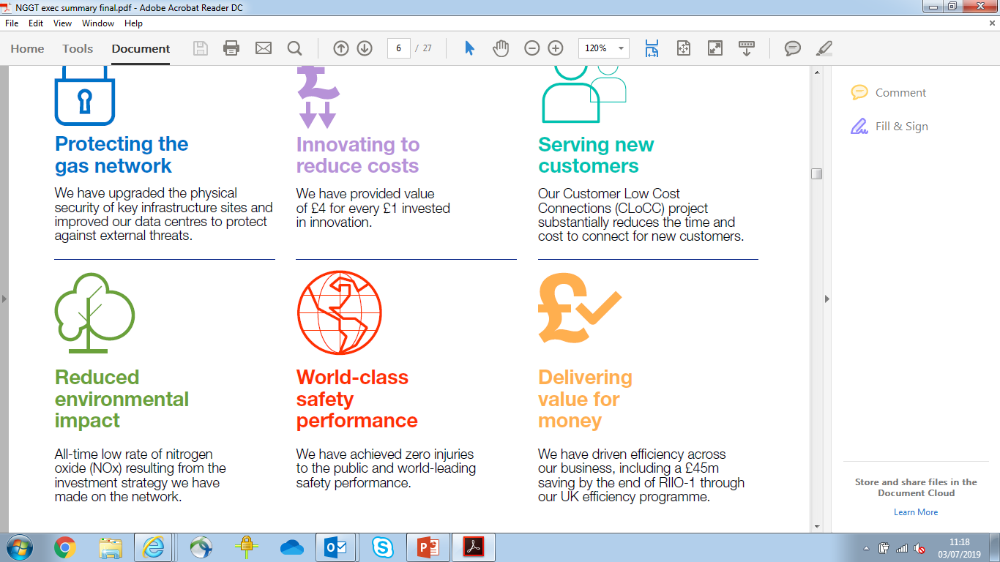 NGGT exec summary final.pdf - Adobe Acrobat Reader DC
File Edit View Window Help
Home Tools Document 6 / 27 120%
£
Protecting the
gas network
We have upgraded the physical
security of key infrastructure sites and
improved our data centres to protect
against external threats.
Innovating to
reduce costs
We have provided value
of £4 for every £1 invested
in innovation.
Serving new
customers
Our Customer Low Cost
Connections (CLoCC) project
substantially reduces the time and
cost to connect for new customers.
£
Reduced
environmental
impact
All-time low rate of nitrogen
oxide (NOx) resulting from the
investment strategy we have
made on the network.
World-class
safety
performance
We have achieved zero injuries
to the public and world-leading
safety performance.
Delivering
value for
money
We have driven efficiency across
our business, including a £45m
saving by the end of RIIO-1 through
our UK efficiency programme.
Comment
Fill & Sign
Store and share files in the
Document Cloud
Learn More
11:18
03/07/2019